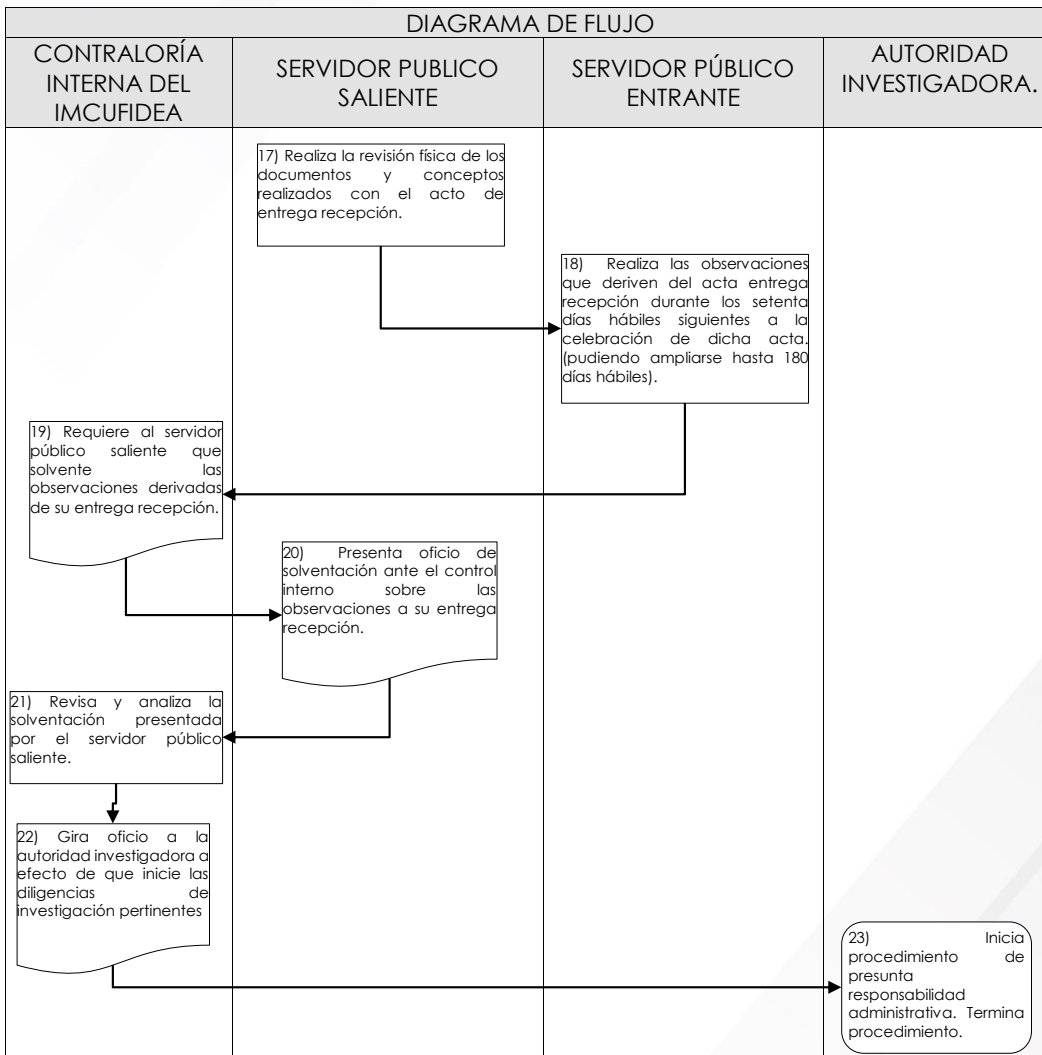 DIAGRAMA DE FLUJO
CONTRALORÍA
INTERNA DEL
IMCUFIDEA
SERVIDOR PUBLICO
SALIENTE
SERVIDOR PÚBLICO
ENTRANTE
AUTORIDAD
INVESTIGADORA.
17) Realiza la revisión física de los
documentos y conceptos
realizados con el acto de
entrega recepción.
18) Realiza las observaciones
que deriven del acta entrega
recepción durante los setenta
días hábiles siguientes a la
celebración de dicha acta.
(pudiendo ampliarse hasta 180
días hábiles).
19) Requiere al servidor
público saliente que
solvente las
observaciones derivadas
de su entrega recepción.
20) Presenta oficio de
solventación ante el control
interno sobre las
observaciones a su entrega
recepción.
21) Revisa y analiza la
solventación presentada
por el servidor público
saliente.
22) Gira oficio a la
autoridad investigadora a
efecto de que inicie las
diligencias de
investigación pertinentes
23) Inicia
procedimiento de
presunta
responsabilidad
administrativa. Termina
procedimiento.